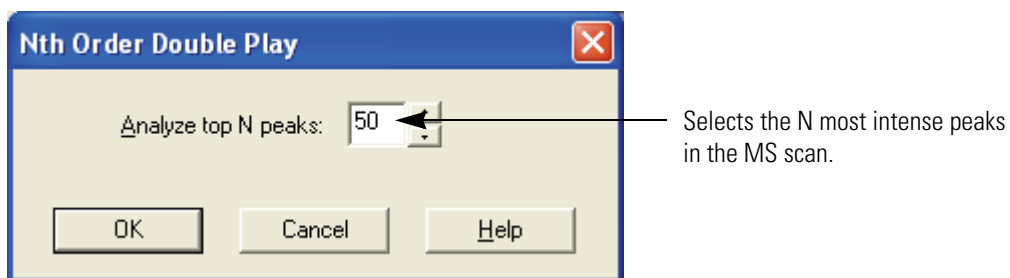 Nth Order Double Play
Analyze top N peaks: 50
Selects the N most intense peaks
in the MS scan.
OK Cancel Help